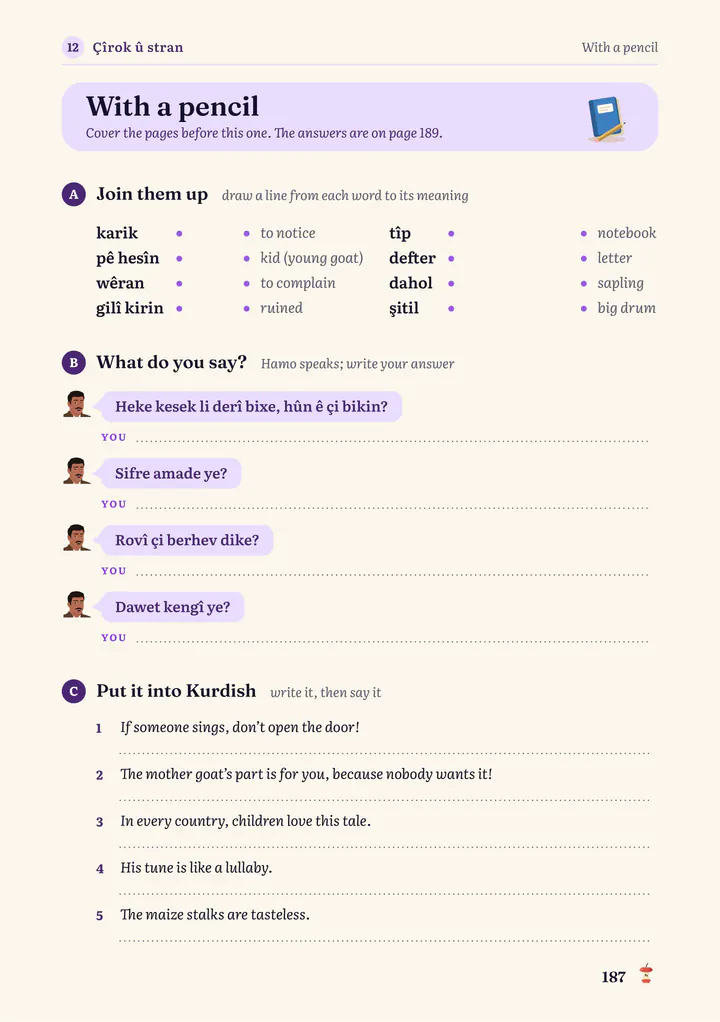 12 Çîrok û stran With a pencil
With a pencil
Cover the pages before this one. The answers are on page 189.
A Join them up draw a line from each word to its meaning
karik • • to notice tîp • • notebook
pê hesîn • • kid (young goat) defter • • letter
wêran • • to complain dahol • • sapling
gilî kirin • • ruined şitil • • big drum
B What do you say? Hamo speaks; write your answer
Heke kesek li derî bixe, hûn ê çi bikin?
YOU
Sifre amade ye?
YOU
Rovî çi berhev dike?
YOU
Dawet kengî ye?
YOU
C Put it into Kurdish write it, then say it
1 If someone sings, don’t open the door!
2 The mother goat’s part is for you, because nobody wants it!
3 In every country, children love this tale.
4 His tune is like a lullaby.
5 The maize stalks are tasteless.
187